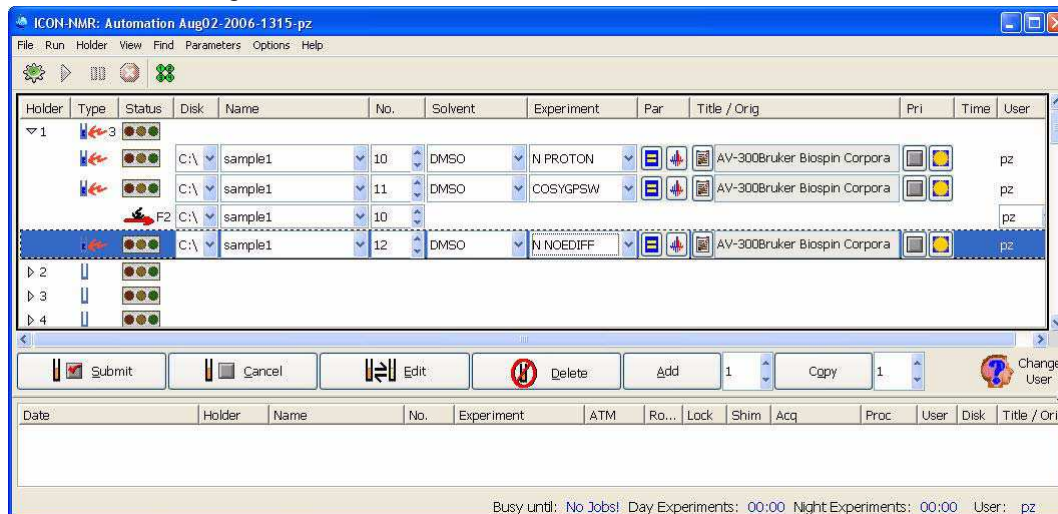 ICON-NMR: Automation Aug02-2006-1315-pz
File Run Holder View Find Parameters Options Help
Holder Type Status Disk Name No. Solvent Experiment Par Title / Orig Pri Time User
1 3
C:\ sample1 10 DMSO N PROTON AV-300Bruker Biospin Corpora pz
C:\ sample1 11 DMSO COSYGPSW AV-300Bruker Biospin Corpora pz
F2 C:\ sample1 10 pz
C:\ sample1 12 DMSO N NOEDIFF AV-300Bruker Biospin Corpora pz
2
3
4
Submit Cancel Edit Delete Add 1 Copy 1 Change User
Date Holder Name No. Experiment ATM Ro... Lock Shim Acq Proc User Disk Title / Ori
Busy until: No Jobs! Day Experiments: 00:00 Night Experiments: 00:00 User: pz